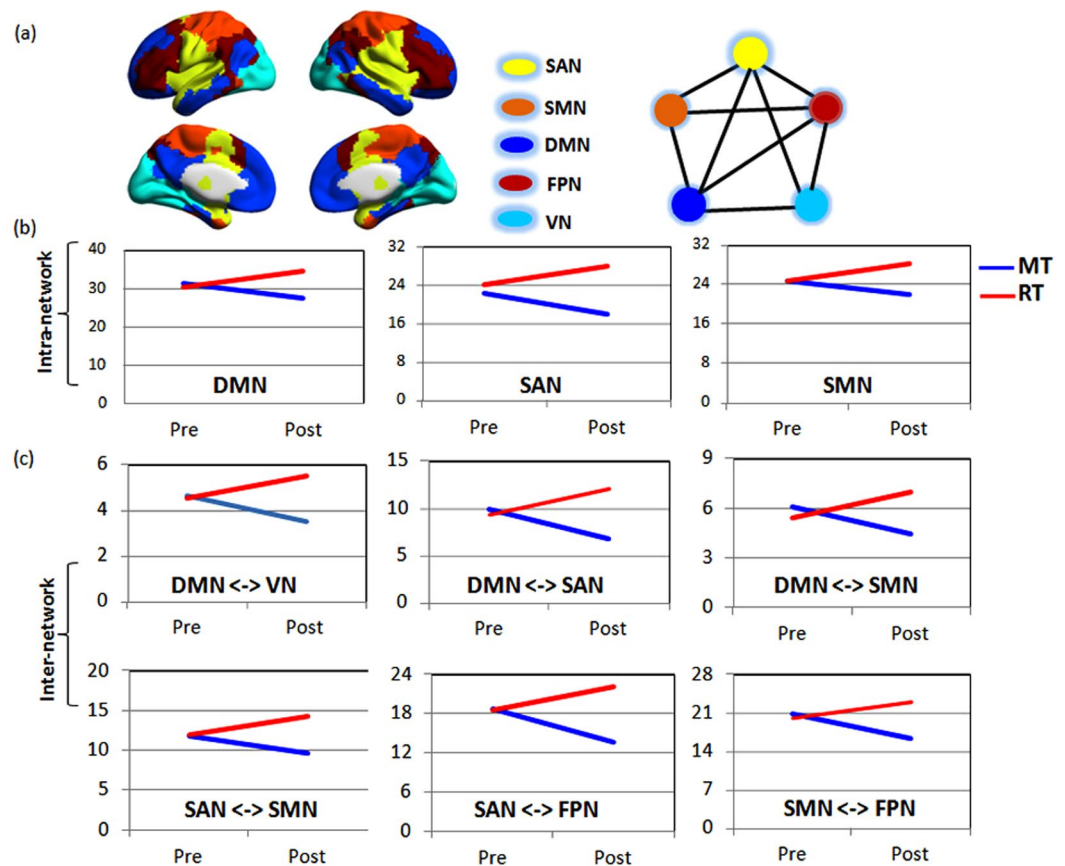 (a)
SAN
SMN
DMN
FPN
VN
(b)
Intra-network
40
30
20
10
0
DMN
Pre Post
32
24
16
8
0
SAN
Pre Post
32
24
16
8
0
SMN
Pre Post
MT
RT
(c)
Inter-network
6
4
2
0
DMN <-> VN
Pre Post
15
10
5
0
DMN <-> SAN
Pre Post
9
6
3
0
DMN <-> SMN
Pre Post
20
15
10
5
0
SAN <-> SMN
Pre Post
24
18
12
6
0
SAN <-> FPN
Pre Post
28
21
14
7
0
SMN <-> FPN
Pre Post